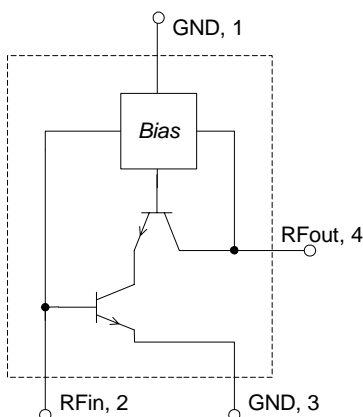 GND, 1
Bias
RFout, 4
RFin, 2
GND, 3